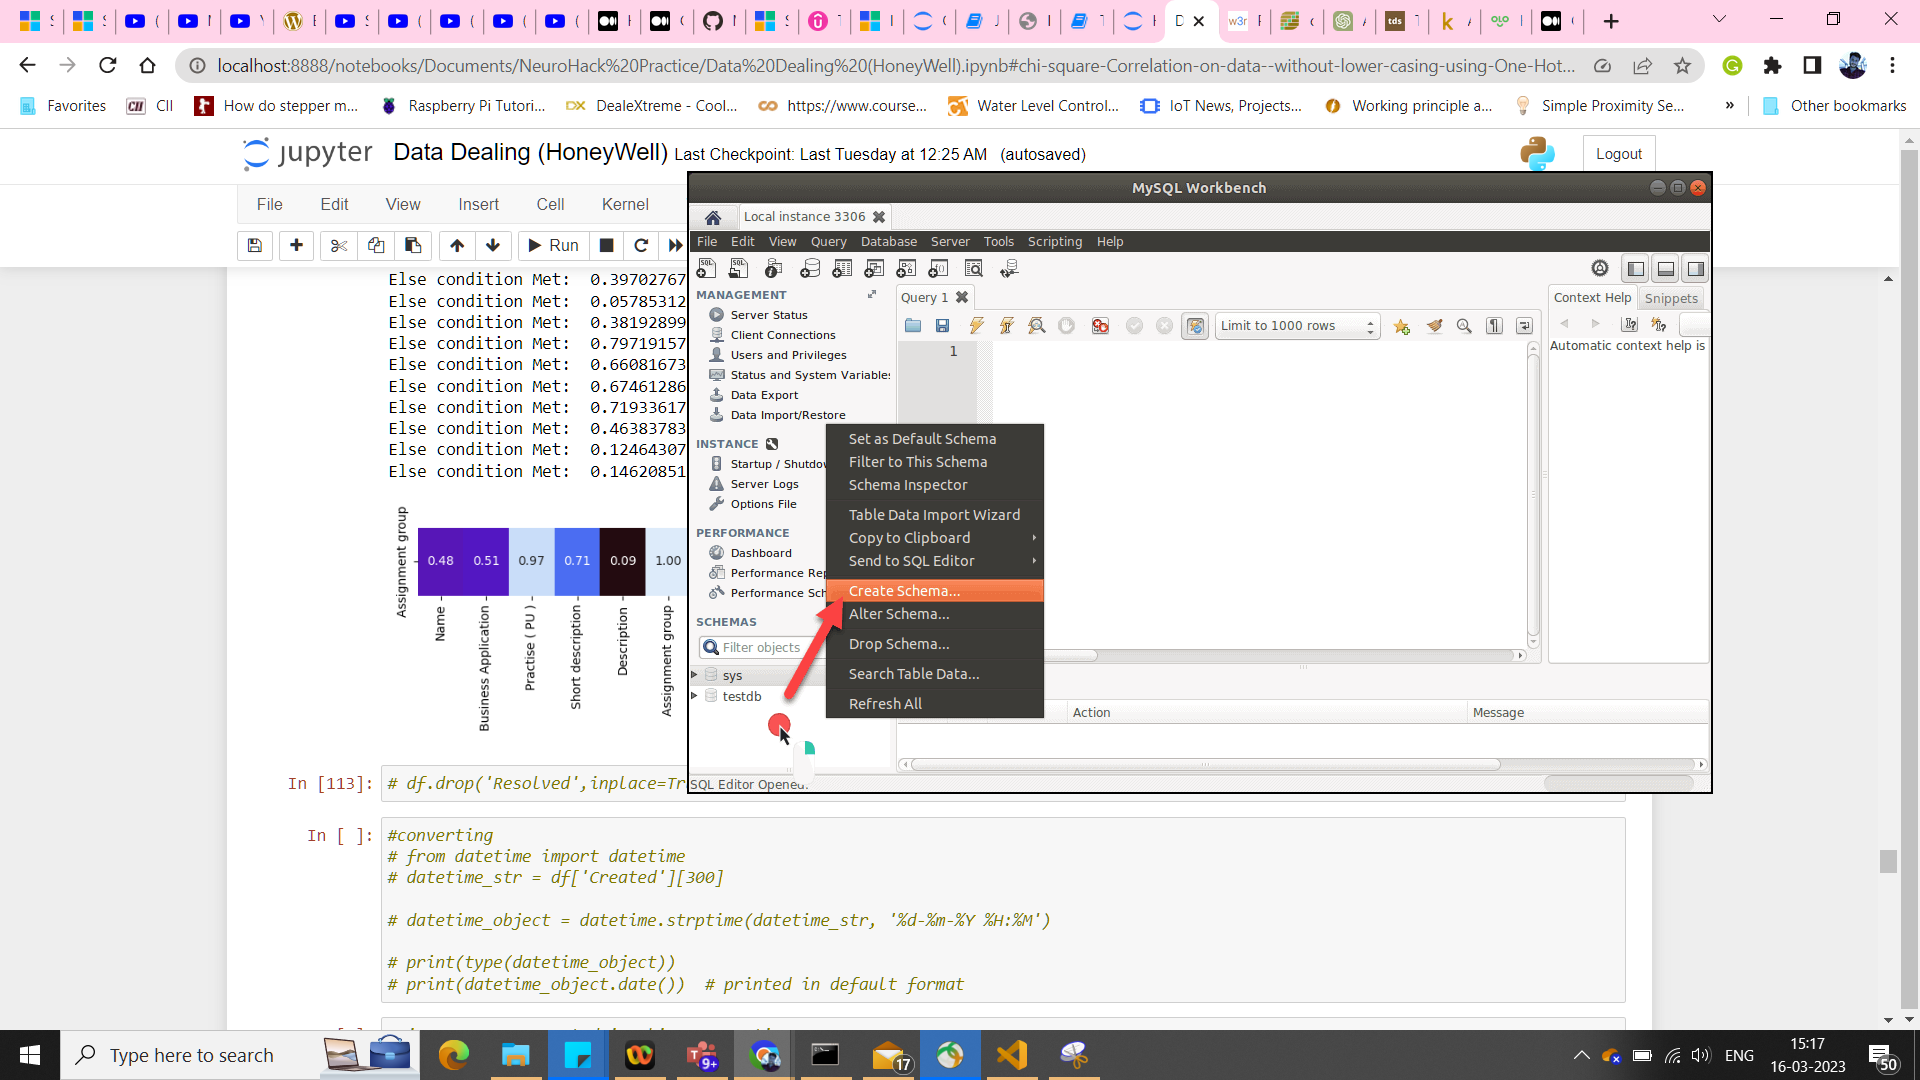 localhost:8888/notebooks/Documents/NeuroHack%20Practice/Data%20Dealing%20(HoneyWell).ipynb#chi-square-Correlation-on-data--without-lower-casing-using-One-Hot...
Favorites
CII
How do stepper m...
Raspberry Pi Tutori...
DealeXtreme - Cool...
https://www.course...
Water Level Control...
IoT News, Projects...
Working principle a...
Simple Proximity Se...
»
Other bookmarks
jupyter
Data Dealing (HoneyWell)
Last Checkpoint: Last Tuesday at 12:25 AM (autosaved)
Logout
File
Edit
View
Insert
Cell
Kernel
Run
Else condition Met: 0.39702767
Else condition Met: 0.05785312
Else condition Met: 0.38192899
Else condition Met: 0.79719157
Else condition Met: 0.66081673
Else condition Met: 0.67461286
Else condition Met: 0.71933617
Else condition Met: 0.46383783
Else condition Met: 0.12464307
Else condition Met: 0.14620851
Assignment group
0.48
0.51
0.97
0.71
0.09
1.00
Name
Business Application
Practise ( PU )
Short description
Description
Assignment group
MySQL Workbench
Local instance 3306
File
Edit
View
Query
Database
Server
Tools
Scripting
Help
MANAGEMENT
Server Status
Client Connections
Users and Privileges
Status and System Variables
Data Export
Data Import/Restore
INSTANCE
Startup / Shutdow
Server Logs
Options File
PERFORMANCE
Dashboard
Performance Rep
Performance Sch
SCHEMAS
Filter objects
sys
testdb
Query 1
Limit to 1000 rows
1
Set as Default Schema
Filter to This Schema
Schema Inspector
Table Data Import Wizard
Copy to Clipboard
Send to SQL Editor
Create Schema...
Alter Schema...
Drop Schema...
Search Table Data...
Refresh All
Context Help
Snippets
Automatic context help is
Action
Message
SQL Editor Opened.
In [113]:
# df.drop('Resolved',inplace=Tr
In [ ]:
#converting
# from datetime import datetime
# datetime_str = df['Created'][300]
# datetime_object = datetime.strptime(datetime_str, '%d-%m-%Y %H:%M')
# print(type(datetime_object))
# print(datetime_object.date())  # printed in default format
Type here to search
9+
17
ENG
15:17
16-03-2023
50